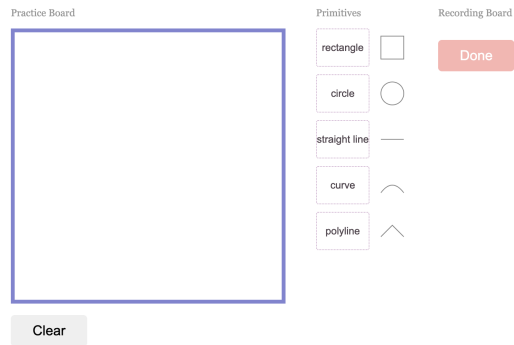 Practice Board
Primitives
Recording Board
rectangle
Done
circle
straight line
curve
polyline
Clear